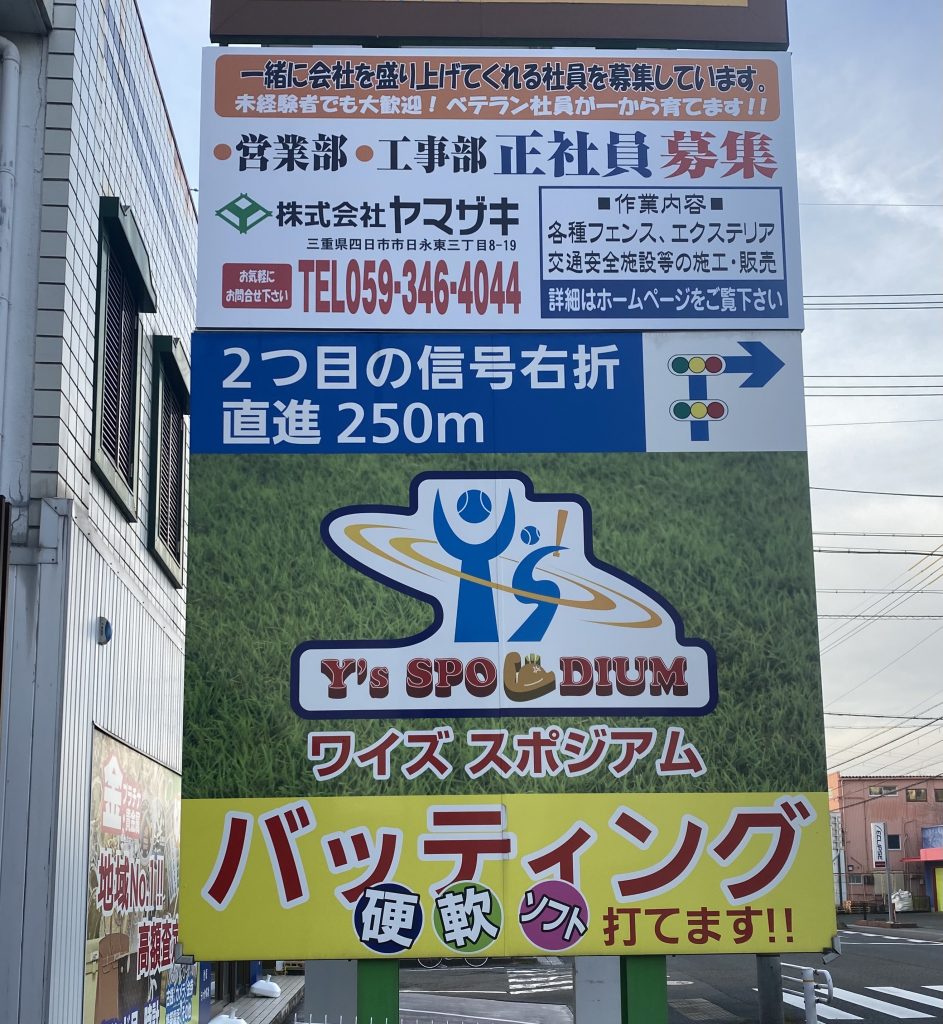 一緒に会社を盛り上げてくれる社員を募集しています。
未経験者でも大歓迎！ベテラン社員が一から育てます!!
●営業部●工事部 正社員 募集
株式会社ヤマザキ
三重県四日市市日永東三丁目8-19
お気軽に
お問合せ下さい
TEL059-346-4044
■作業内容■
各種フェンス、エクステリア
交通安全施設等の施工・販売
詳細はホームページをご覧下さい
2つ目の信号右折
直進 250m
Y's
Y's SPO DIUM
ワイズ スポジアム
バッティング
硬 軟 ソフト 打てます!!
金
地域No.1!!
高額査定
ECLIPSE